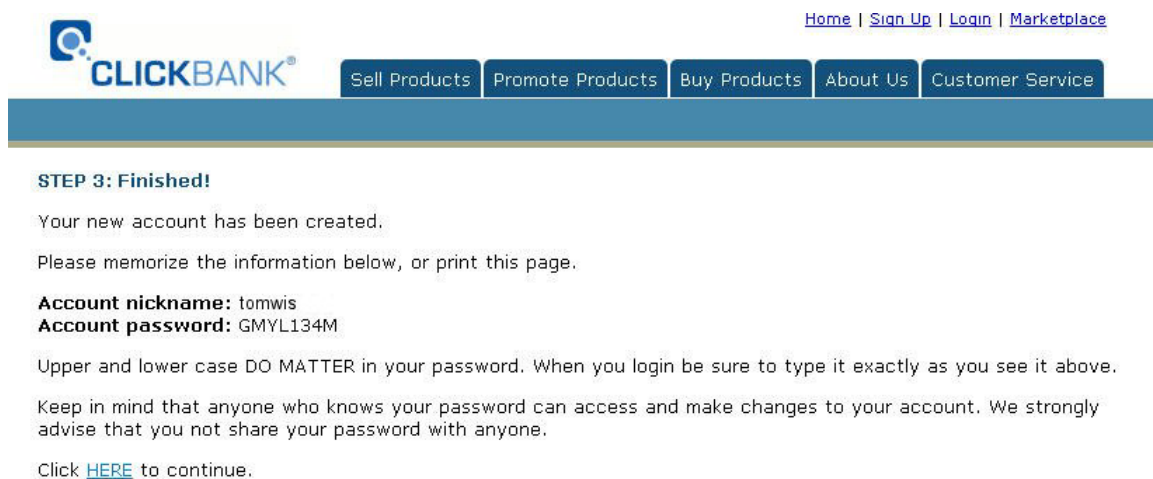 Home | Sign Up | Login | Marketplace
CLICKBANK®
Sell Products Promote Products Buy Products About Us Customer Service
STEP 3: Finished!
Your new account has been created.
Please memorize the information below, or print this page.
Account nickname: tomwis
Account password: GMYL134M
Upper and lower case DO MATTER in your password. When you login be sure to type it exactly as you see it above.
Keep in mind that anyone who knows your password can access and make changes to your account. We strongly
advise that you not share your password with anyone.
Click HERE to continue.